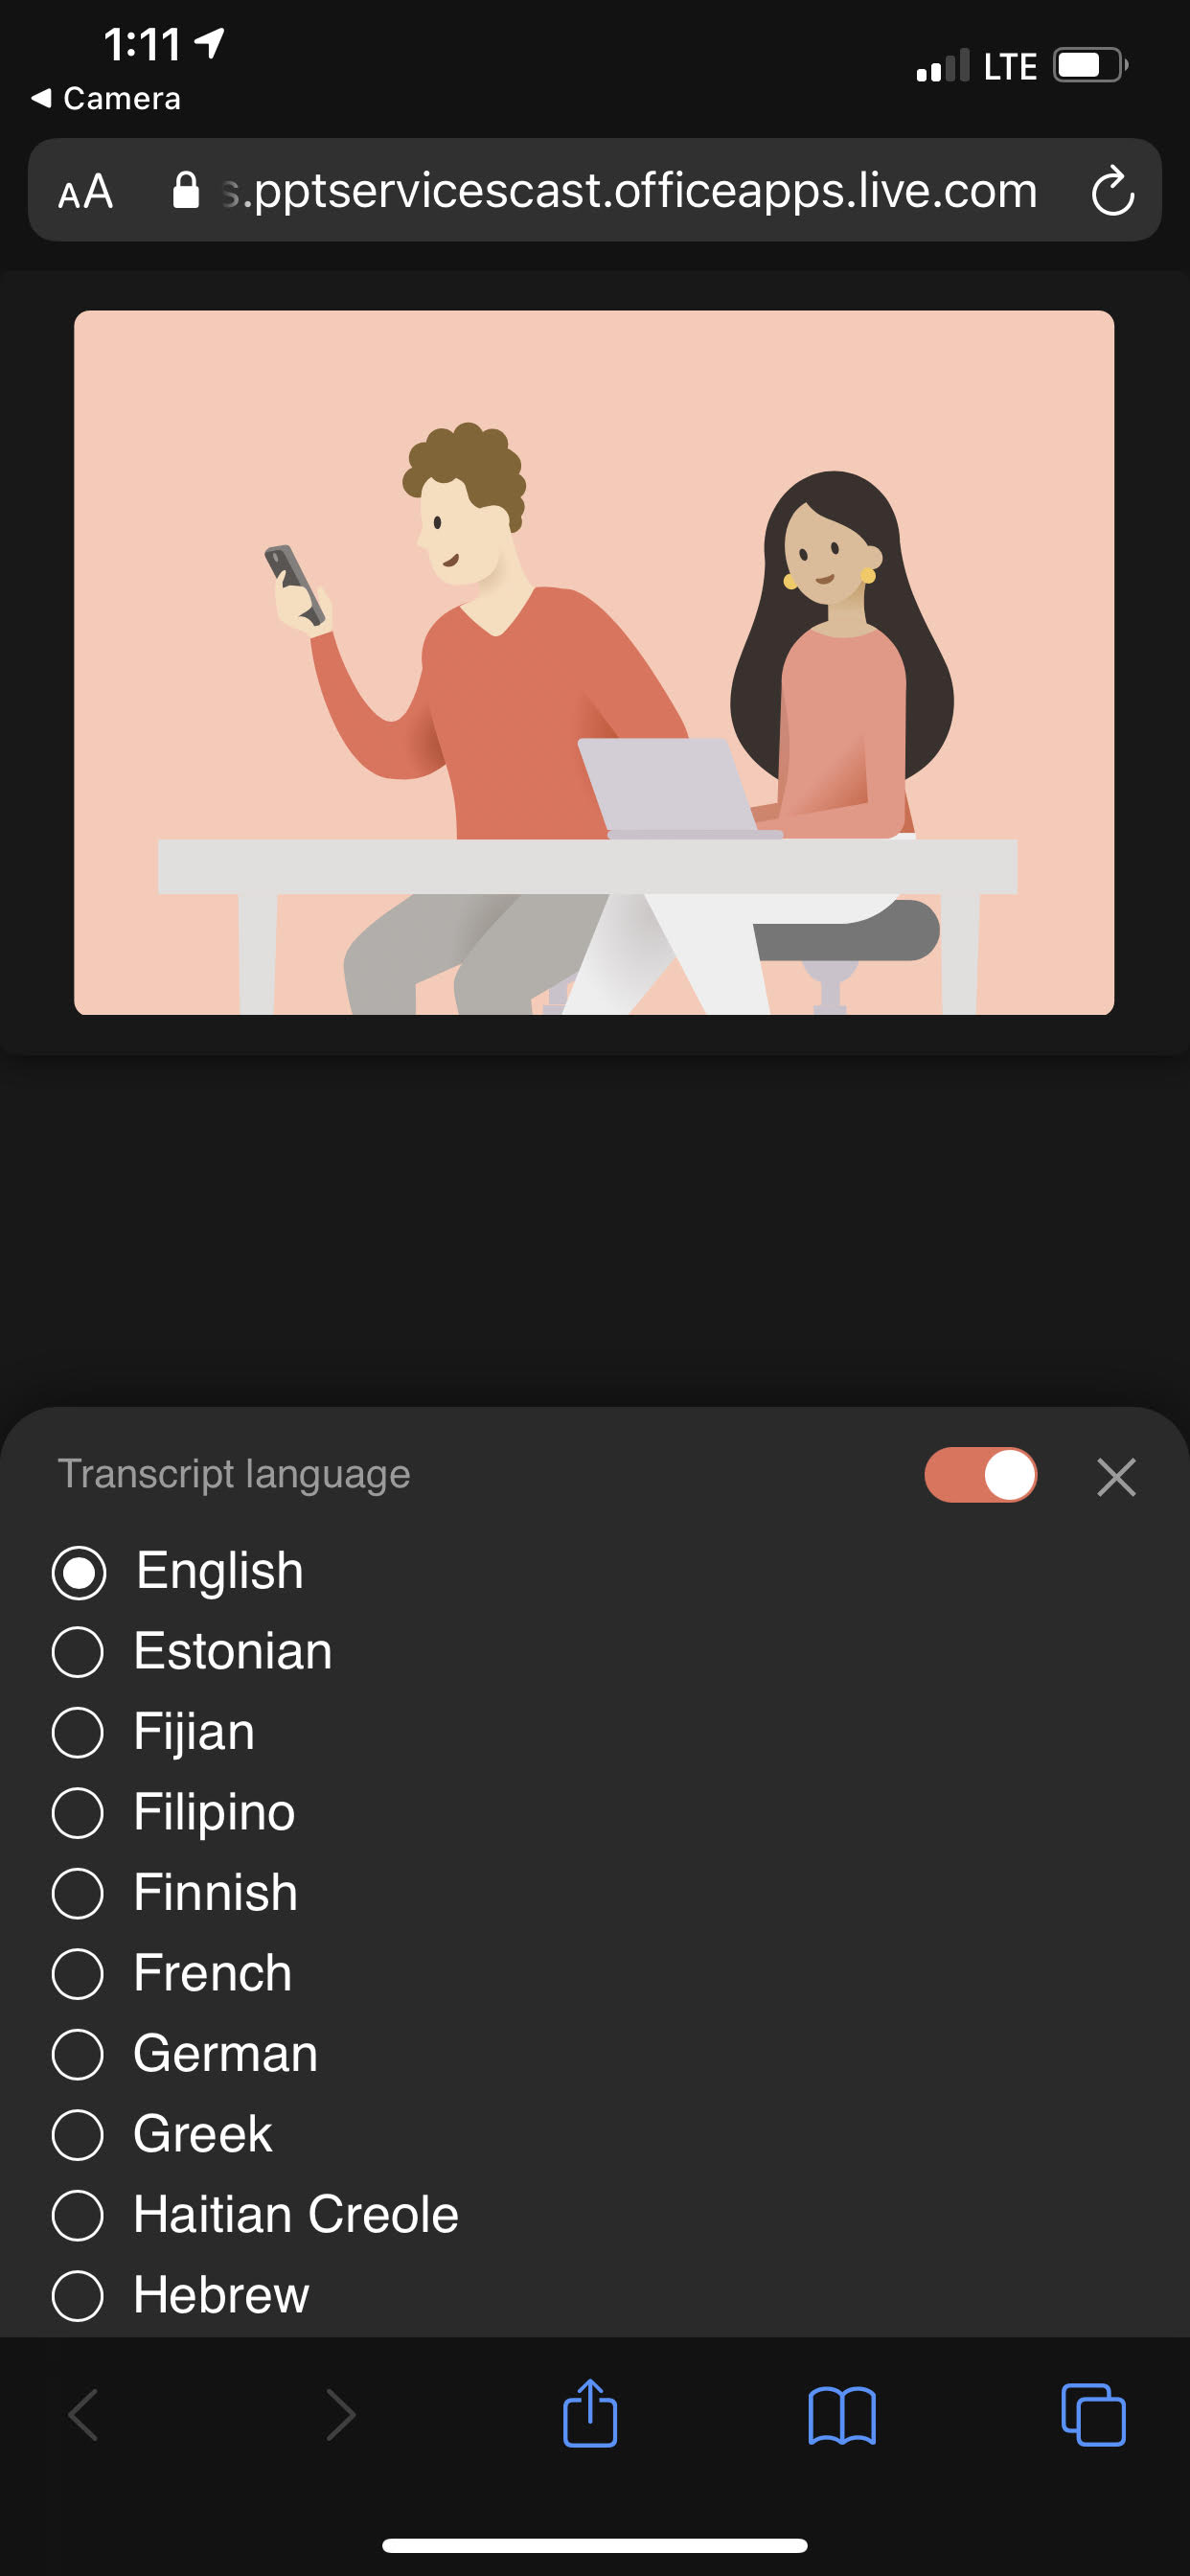 1:11
LTE
Camera
AA
s.pptservicescast.officeapps.live.com
Transcript language
English
Estonian
Fijian
Filipino
Finnish
French
German
Greek
Haitian Creole
Hebrew